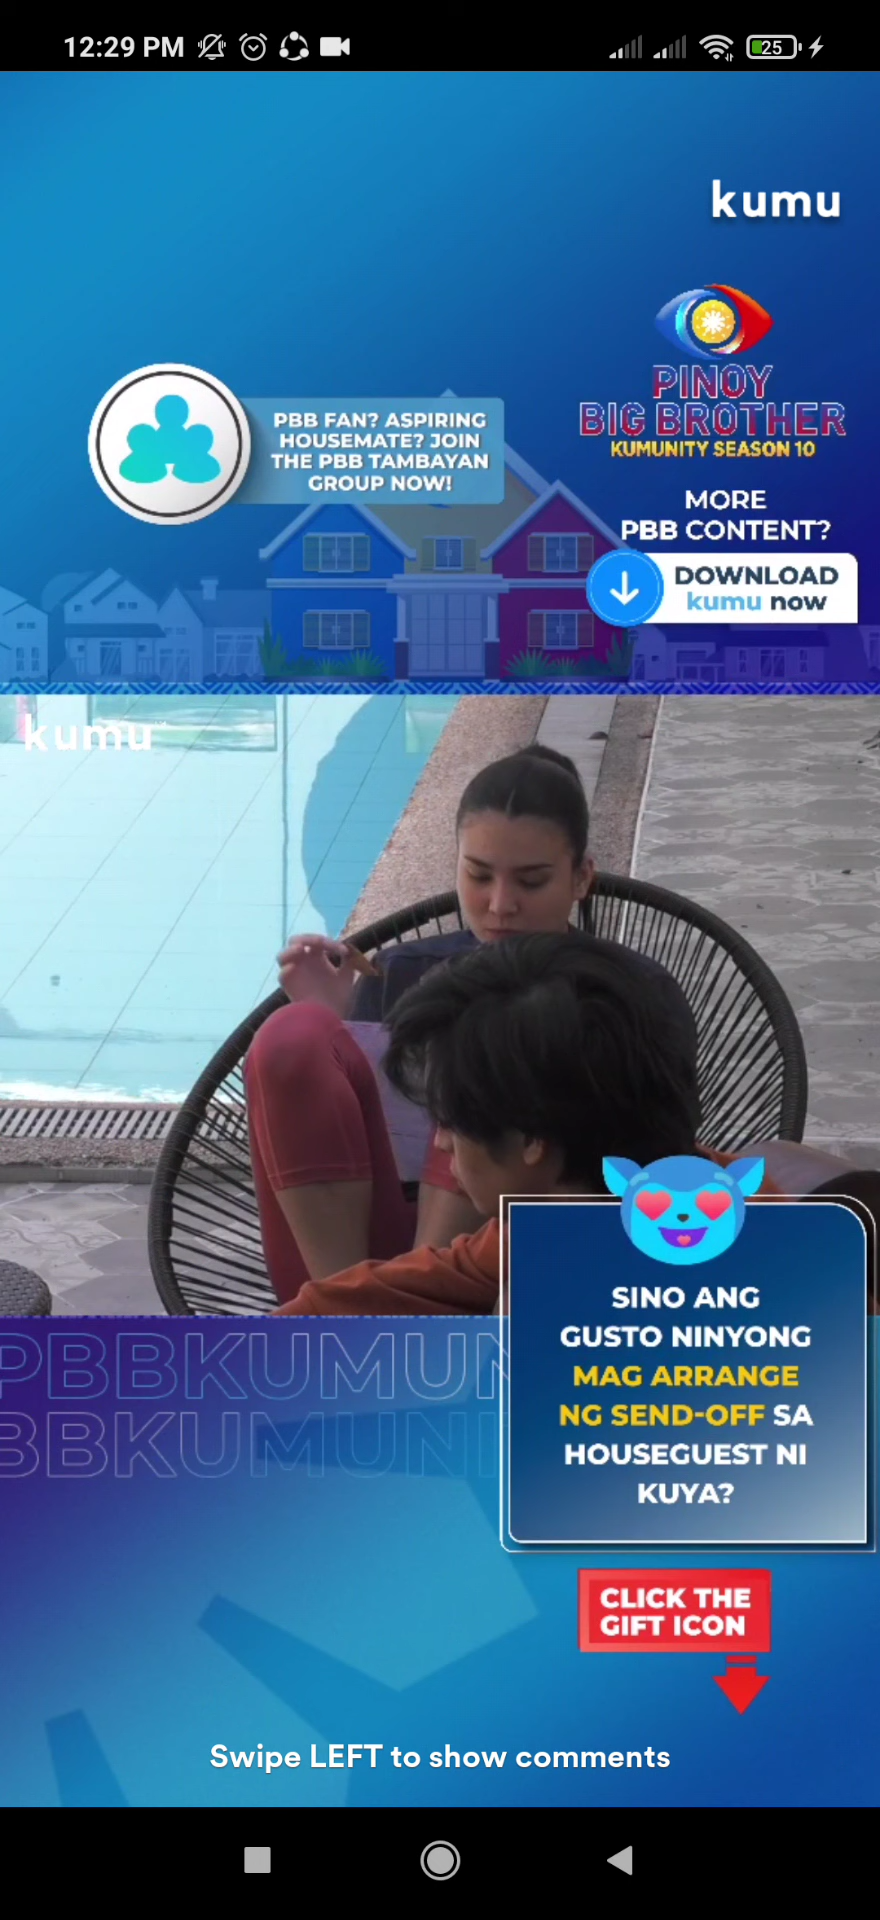 12:29 PM
25
kumu
PINOY
BIG BROTHER
KUMUNITY SEASON 10
PBB FAN? ASPIRING
HOUSEMATE? JOIN
THE PBB TAMBAYAN
GROUP NOW!
MORE
PBB CONTENT?
DOWNLOAD
kumu now
kumu
SINO ANG
GUSTO NINYONG
MAG ARRANGE
NG SEND-OFF SA
HOUSEGUEST NI
KUYA?
PBBKUMUN
BBKUMUNI
CLICK THE
GIFT ICON
Swipe LEFT to show comments